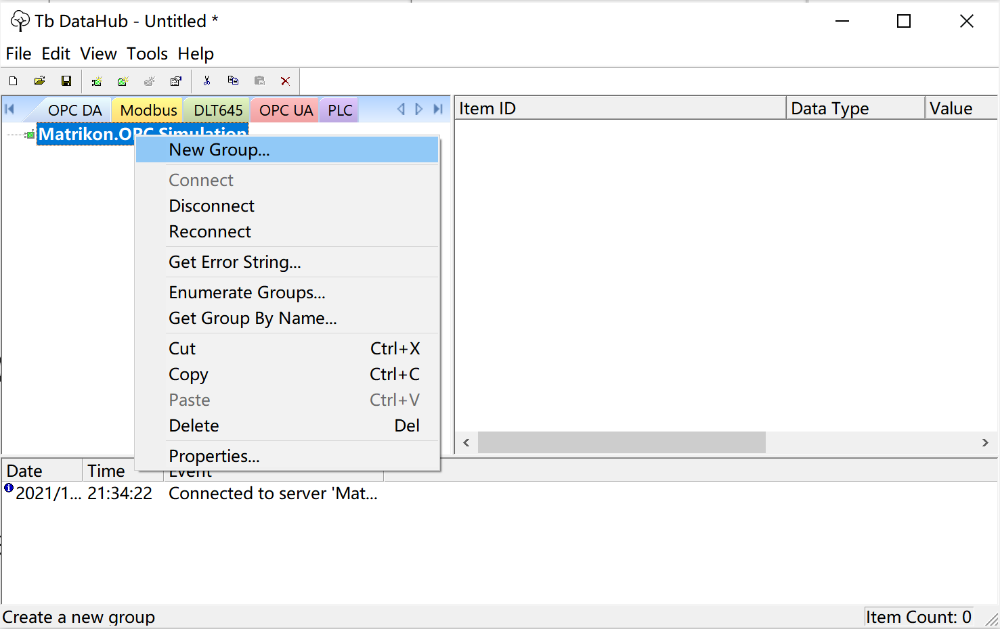 Tb DataHub - Untitled *
File Edit View Tools Help
OPC DA Modbus DLT645 OPC UA PLC
Item ID Data Type Value
Matrikon.OPC.Simulation
New Group...
Connect
Disconnect
Reconnect
Get Error String...
Enumerate Groups...
Get Group By Name...
Cut Ctrl+X
Copy Ctrl+C
Paste Ctrl+V
Delete Del
Properties...
Date Time Event
2021/1... 21:34:22 Connected to server 'Mat...
Create a new group Item Count: 0